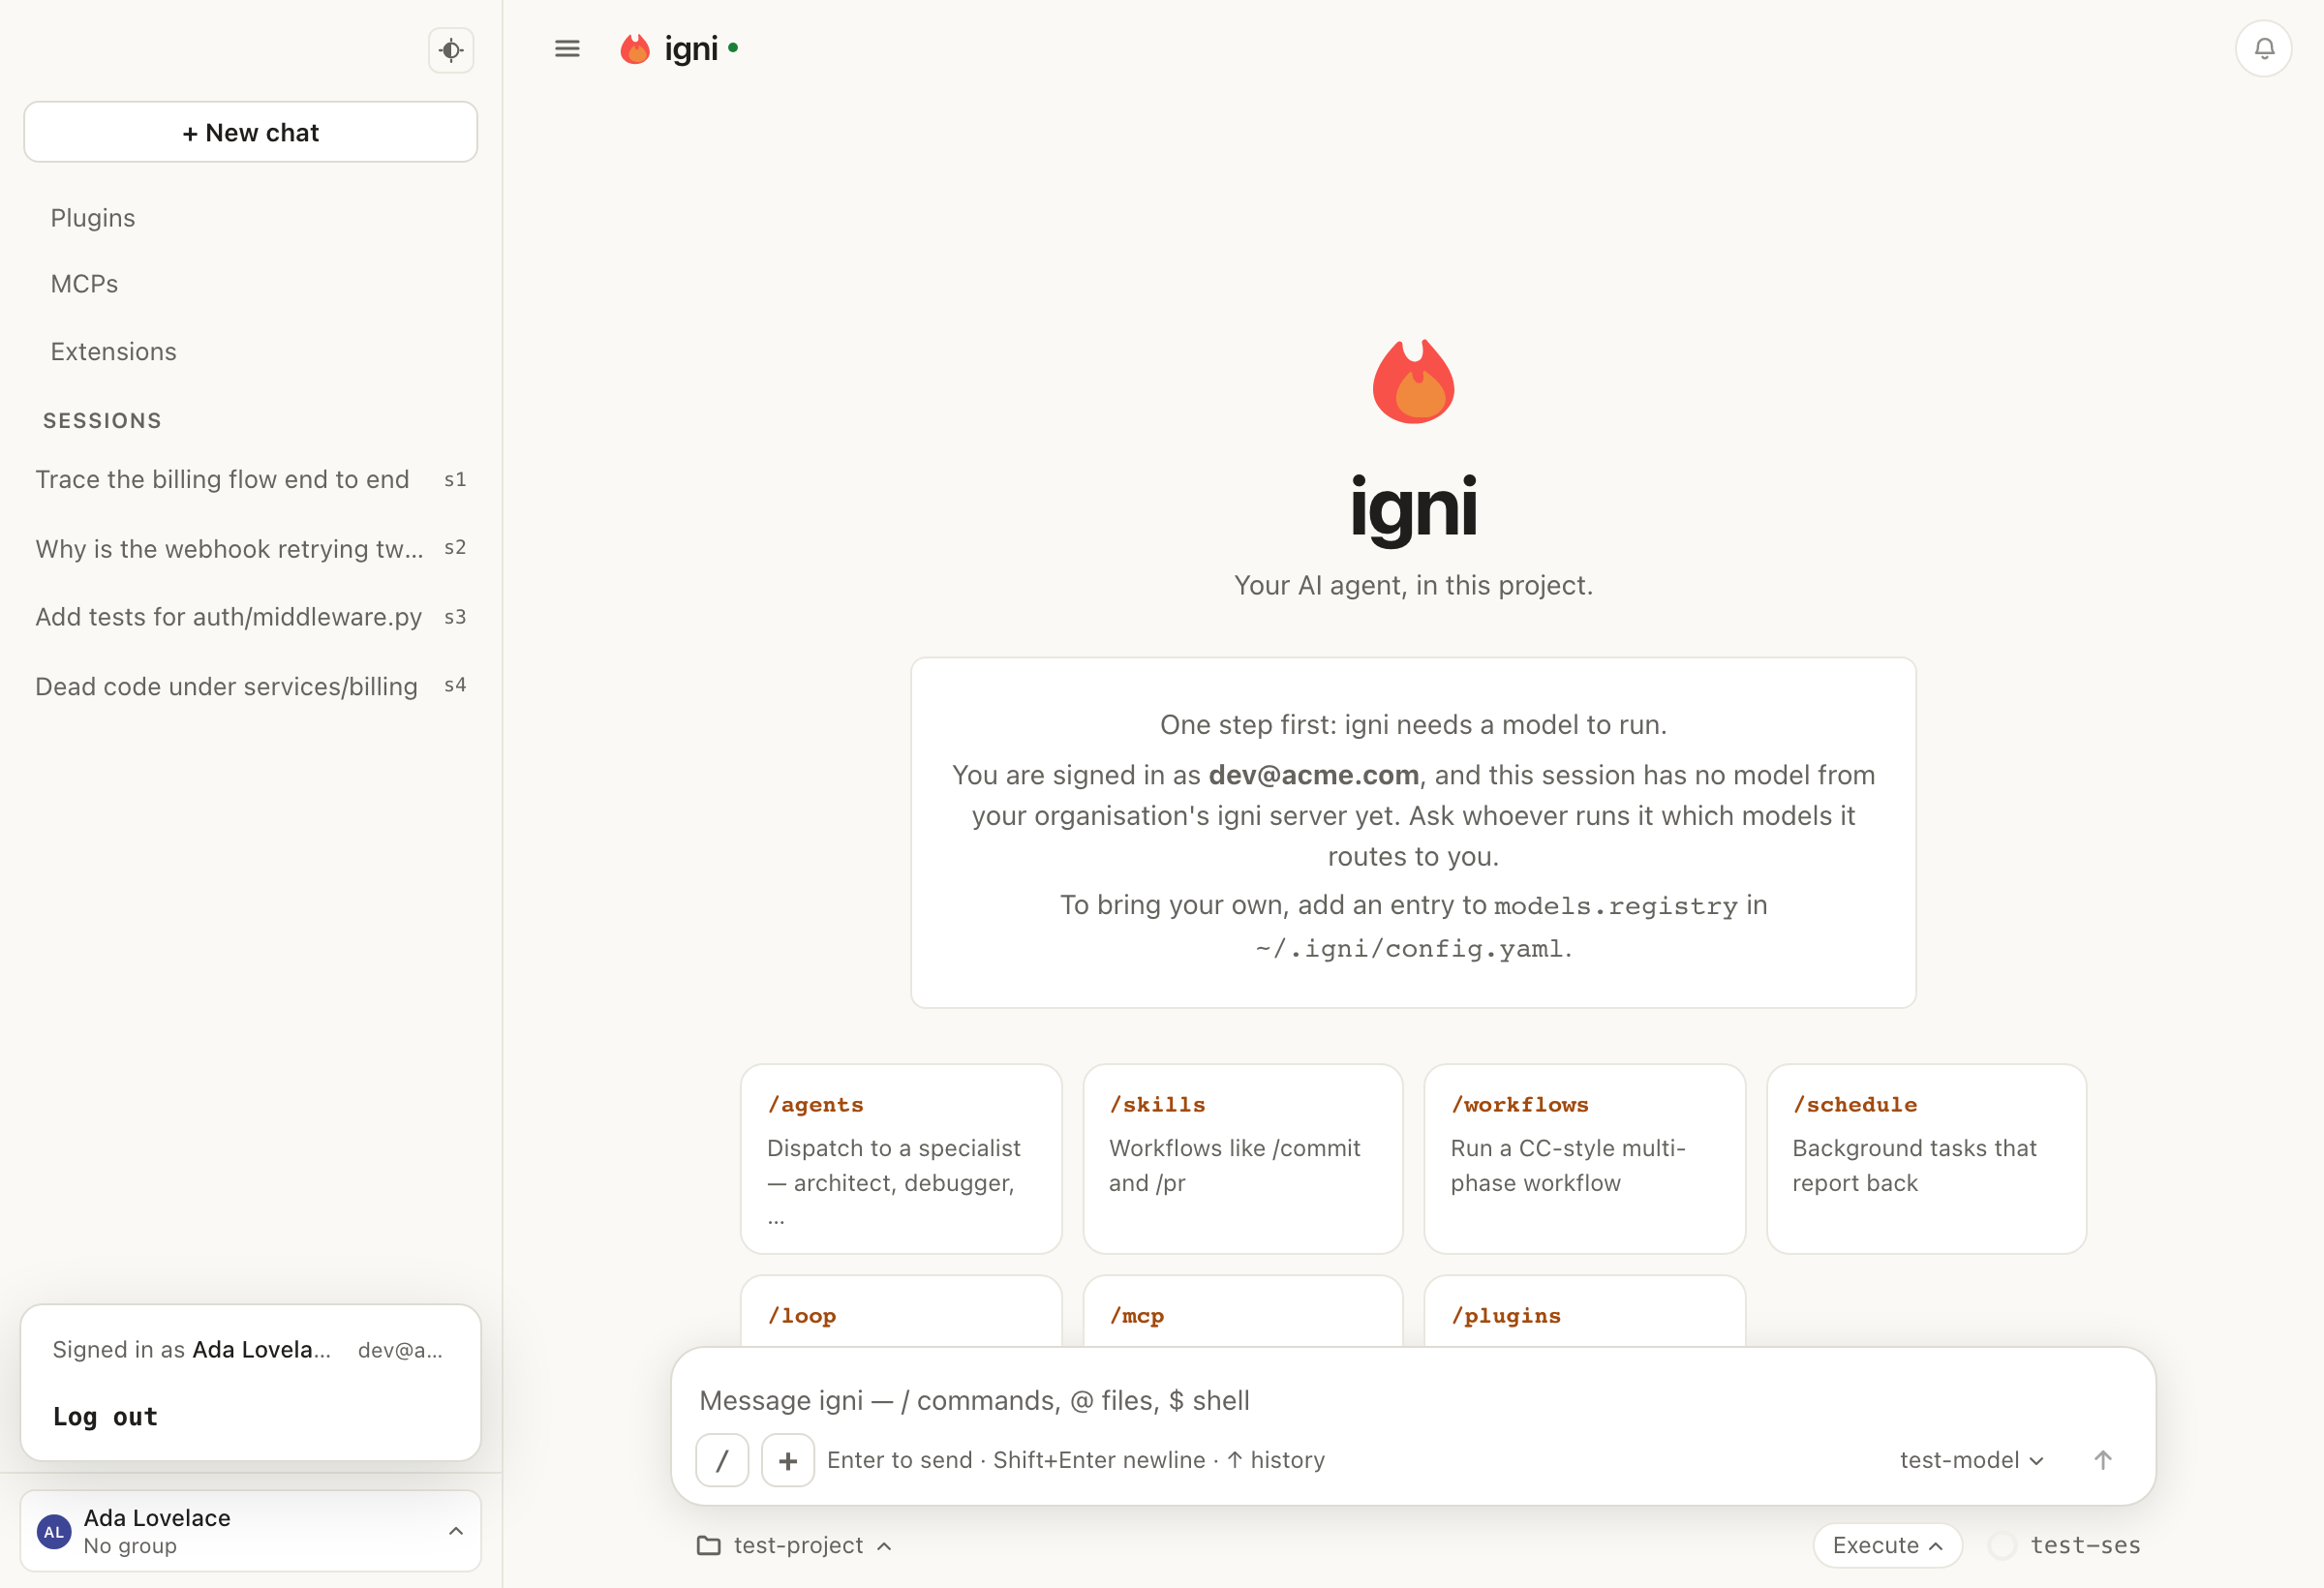 + New chat
Plugins
MCPs
Extensions
SESSIONS
Trace the billing flow end to end s1
Why is the webhook retrying tw... s2
Add tests for auth/middleware.py s3
Dead code under services/billing s4
Signed in as Ada Lovela... dev@a...
Log out
AL
Ada Lovelace
No group
igni
igni
Your AI agent, in this project.
One step first: igni needs a model to run.
You are signed in as dev@acme.com, and this session has no model from
your organisation's igni server yet. Ask whoever runs it which models it
routes to you.
To bring your own, add an entry to models.registry in
~/.igni/config.yaml.
/agents
Dispatch to a specialist
— architect, debugger,
...
/skills
Workflows like /commit
and /pr
/workflows
Run a CC-style multi-
phase workflow
/schedule
Background tasks that
report back
/loop
/mcp
/plugins
Message igni — / commands, @ files, $ shell
/ + Enter to send · Shift+Enter newline · ↑ history
test-model
test-project
Execute
test-ses